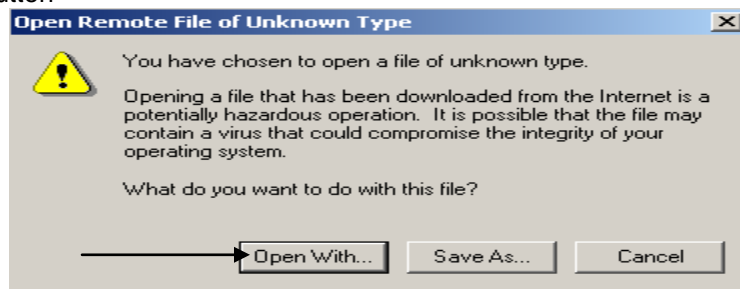 Open Remote File of Unknown Type
You have chosen to open a file of unknown type.
Opening a file that has been downloaded from the Internet is a
potentially hazardous operation. It is possible that the file may
contain a virus that could compromise the integrity of your
operating system.
What do you want to do with this file?
Open With... Save As... Cancel